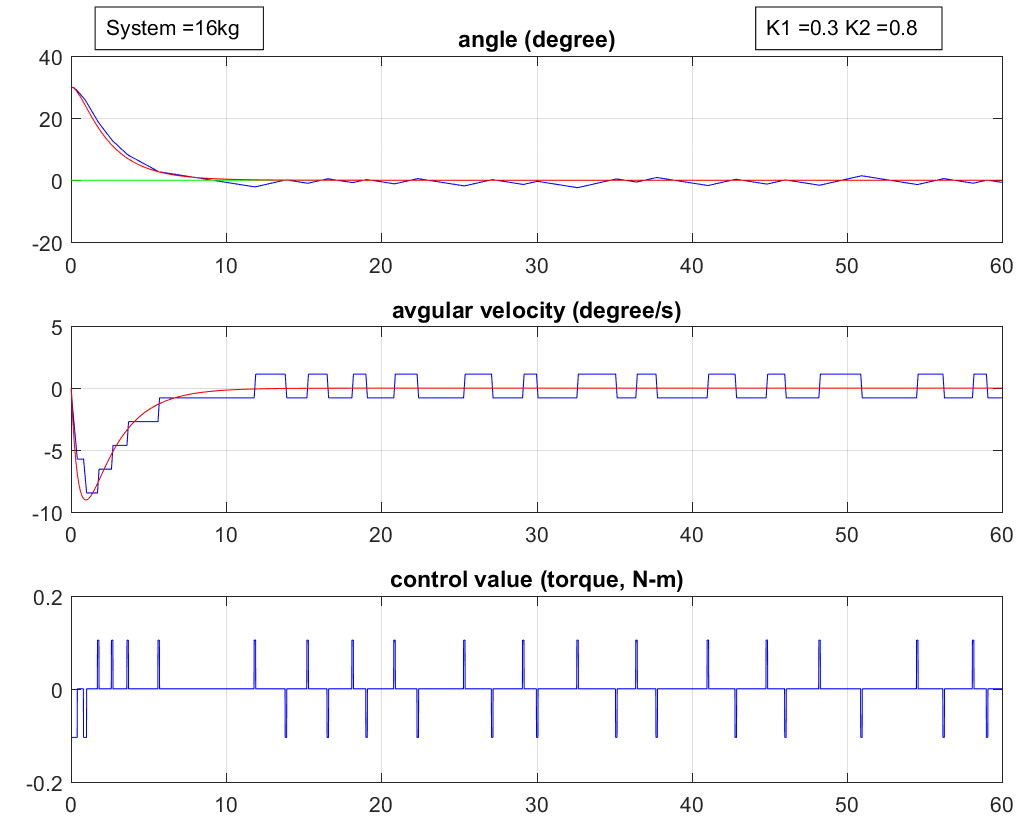 System =16kg
K1 =0.3 K2 =0.8
angle (degree)
40
20
0
-20
0 10 20 30 40 50 60
avgular velocity (degree/s)
5
0
-5
-10
0 10 20 30 40 50 60
control value (torque, N-m)
0.2
0
-0.2
0 10 20 30 40 50 60